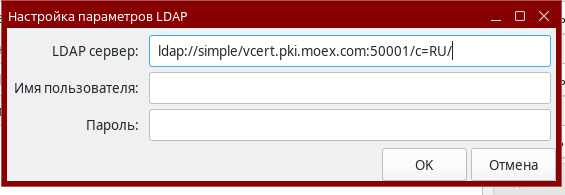 Настройка параметров LDAP
LDAP сервер: ldap://simple/vcert.pki.moex.com:50001/c=RU/
Имя пользователя:
Пароль:
OK Отмена